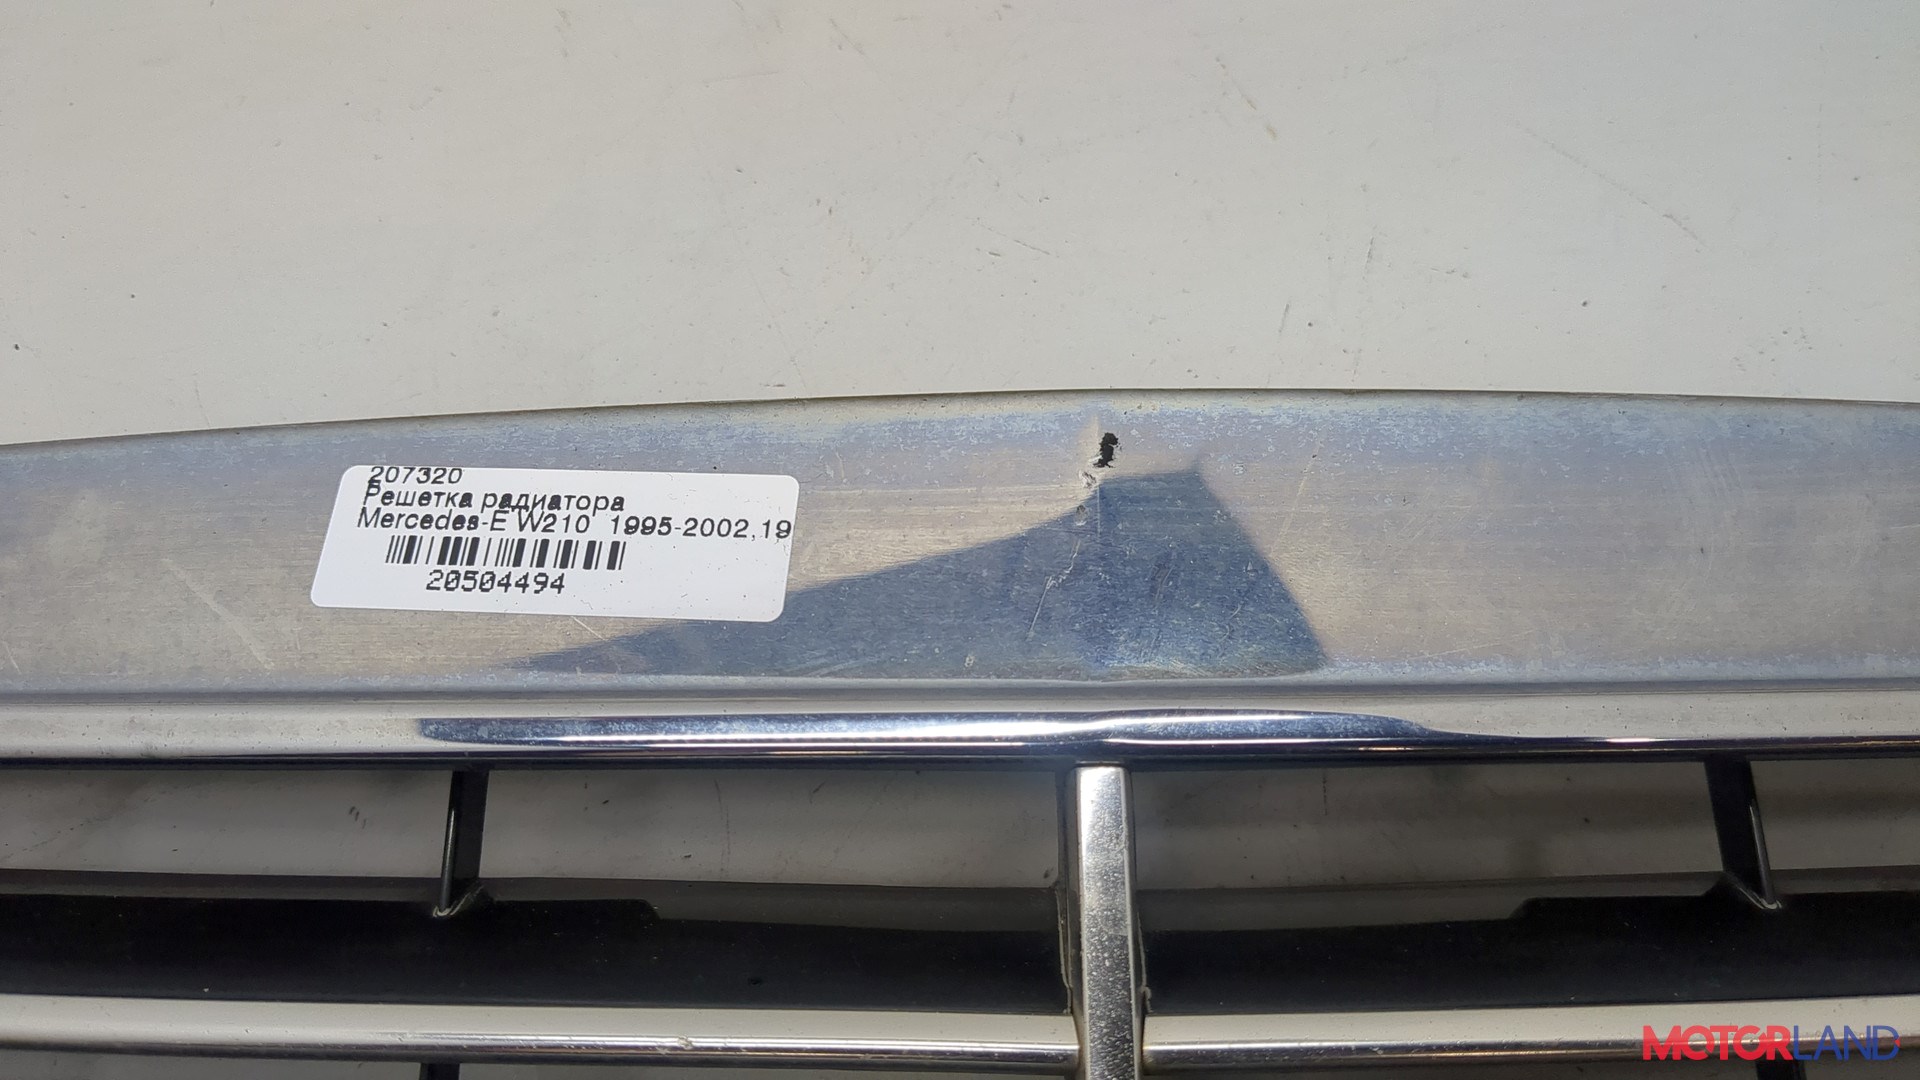 207320
Решетка радиатора
Mercedes-E W210 1995-2002,19
20504494
MOTORLAND